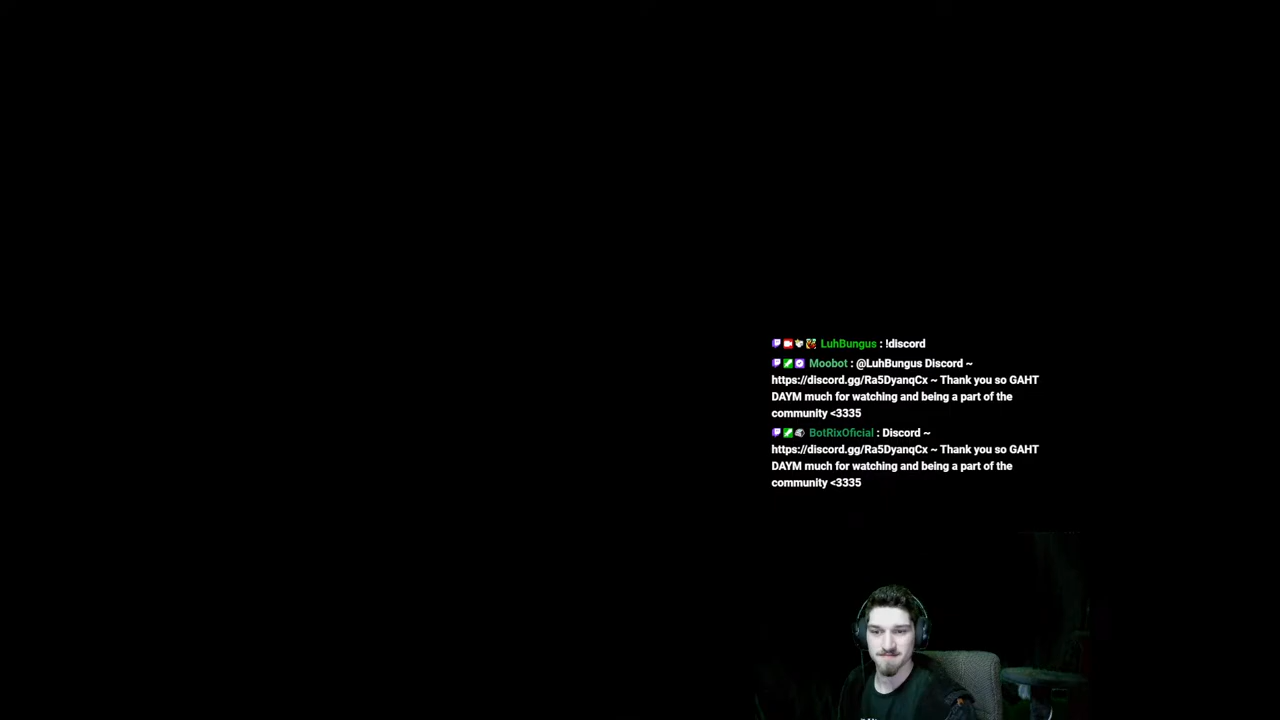 LuhBungus : !discord
Moobot : @LuhBungus Discord ~
https://discord.gg/Ra5DyanqCx ~ Thank you so GAHT
DAYM much for watching and being a part of the
community <3335
BotRixOficial : Discord ~
https://discord.gg/Ra5DyanqCx ~ Thank you so GAHT
DAYM much for watching and being a part of the
community <3335